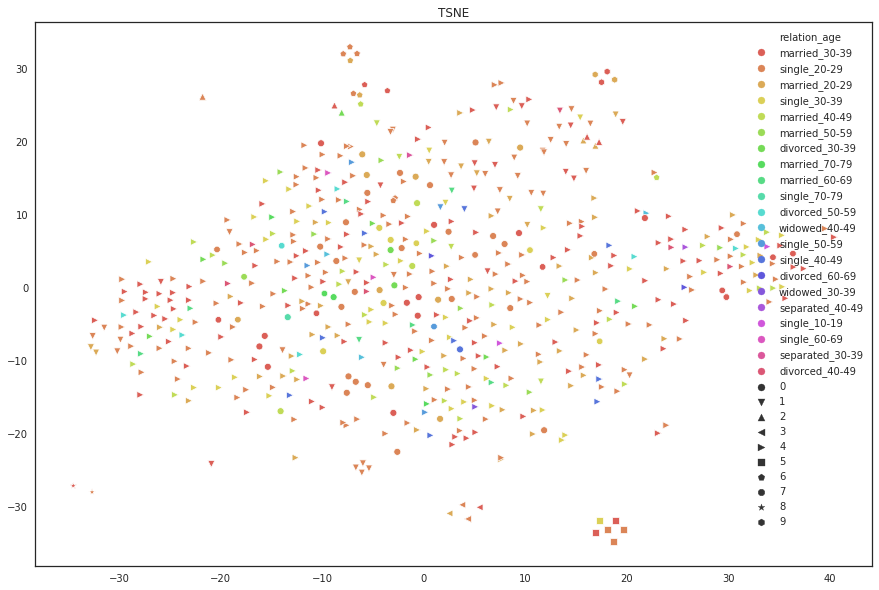 TSNE
relation_age
married_30-39
single_20-29
married_20-29
single_30-39
married_40-49
married_50-59
divorced_30-39
married_70-79
married_60-69
single_70-79
divorced_50-59
widowed_40-49
single_50-59
single_40-49
divorced_60-69
widowed_30-39
separated_40-49
single_10-19
single_60-69
separated_30-39
divorced_40-49
0
1
2
3
4
5
6
7
8
9
30
20
10
0
−10
−20
−30
−30 −20 −10 0 10 20 30 40